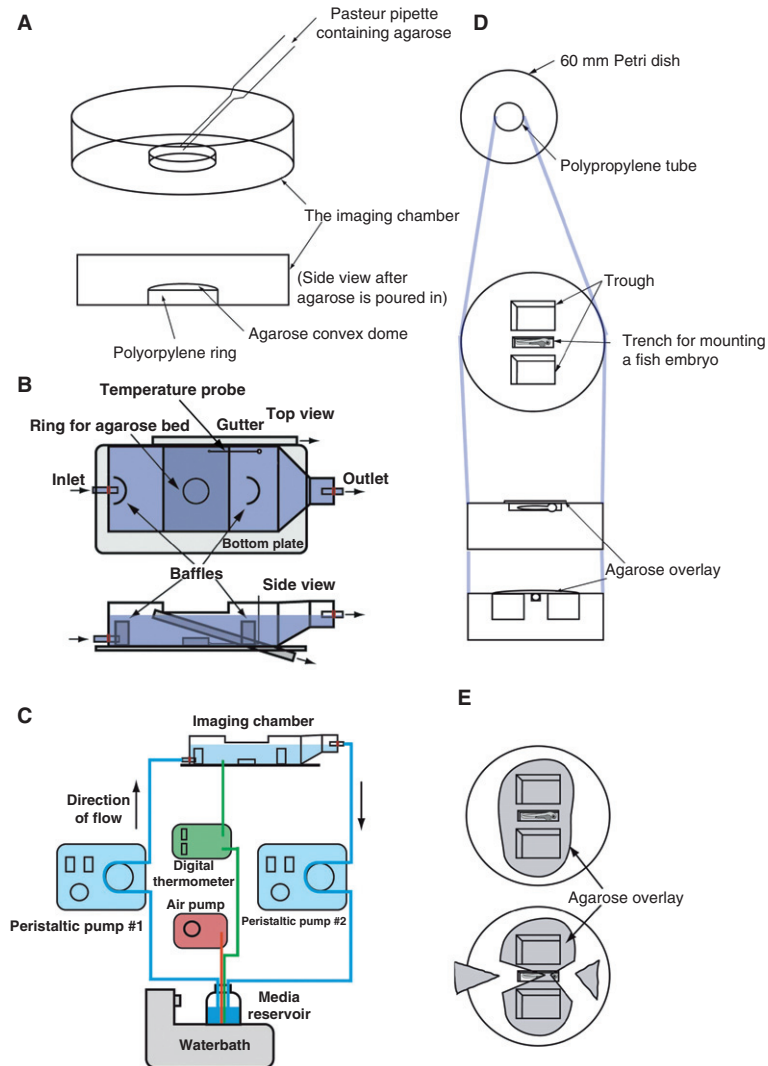 A
Pasteur pipette
containing agarose
The imaging chamber
(Side view after
agarose is poured in)
Agarose convex dome
Polyorpylene ring
B
Temperature probe
Ring for agarose bed
Gutter
Top view
Inlet
Outlet
Bottom plate
Baffles
Side view
C
Imaging chamber
Direction
of flow
Digital
thermometer
Air pump
Peristaltic pump #1
Peristaltic pump #2
Media
reservoir
Waterbath
D
60 mm Petri dish
Polypropylene tube
Trough
Trench for mounting
a fish embryo
Agarose overlay
E
Agarose overlay